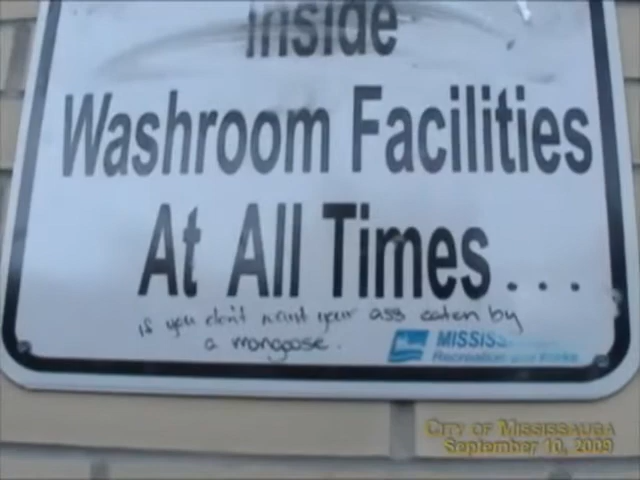 Inside
Washroom Facilities
At All Times...
is you don't want your ass eaten by
a mongoose.
MISSISSAUGA
Recreation and Parks
CITY OF MISSISSAUGA
September 10, 2009